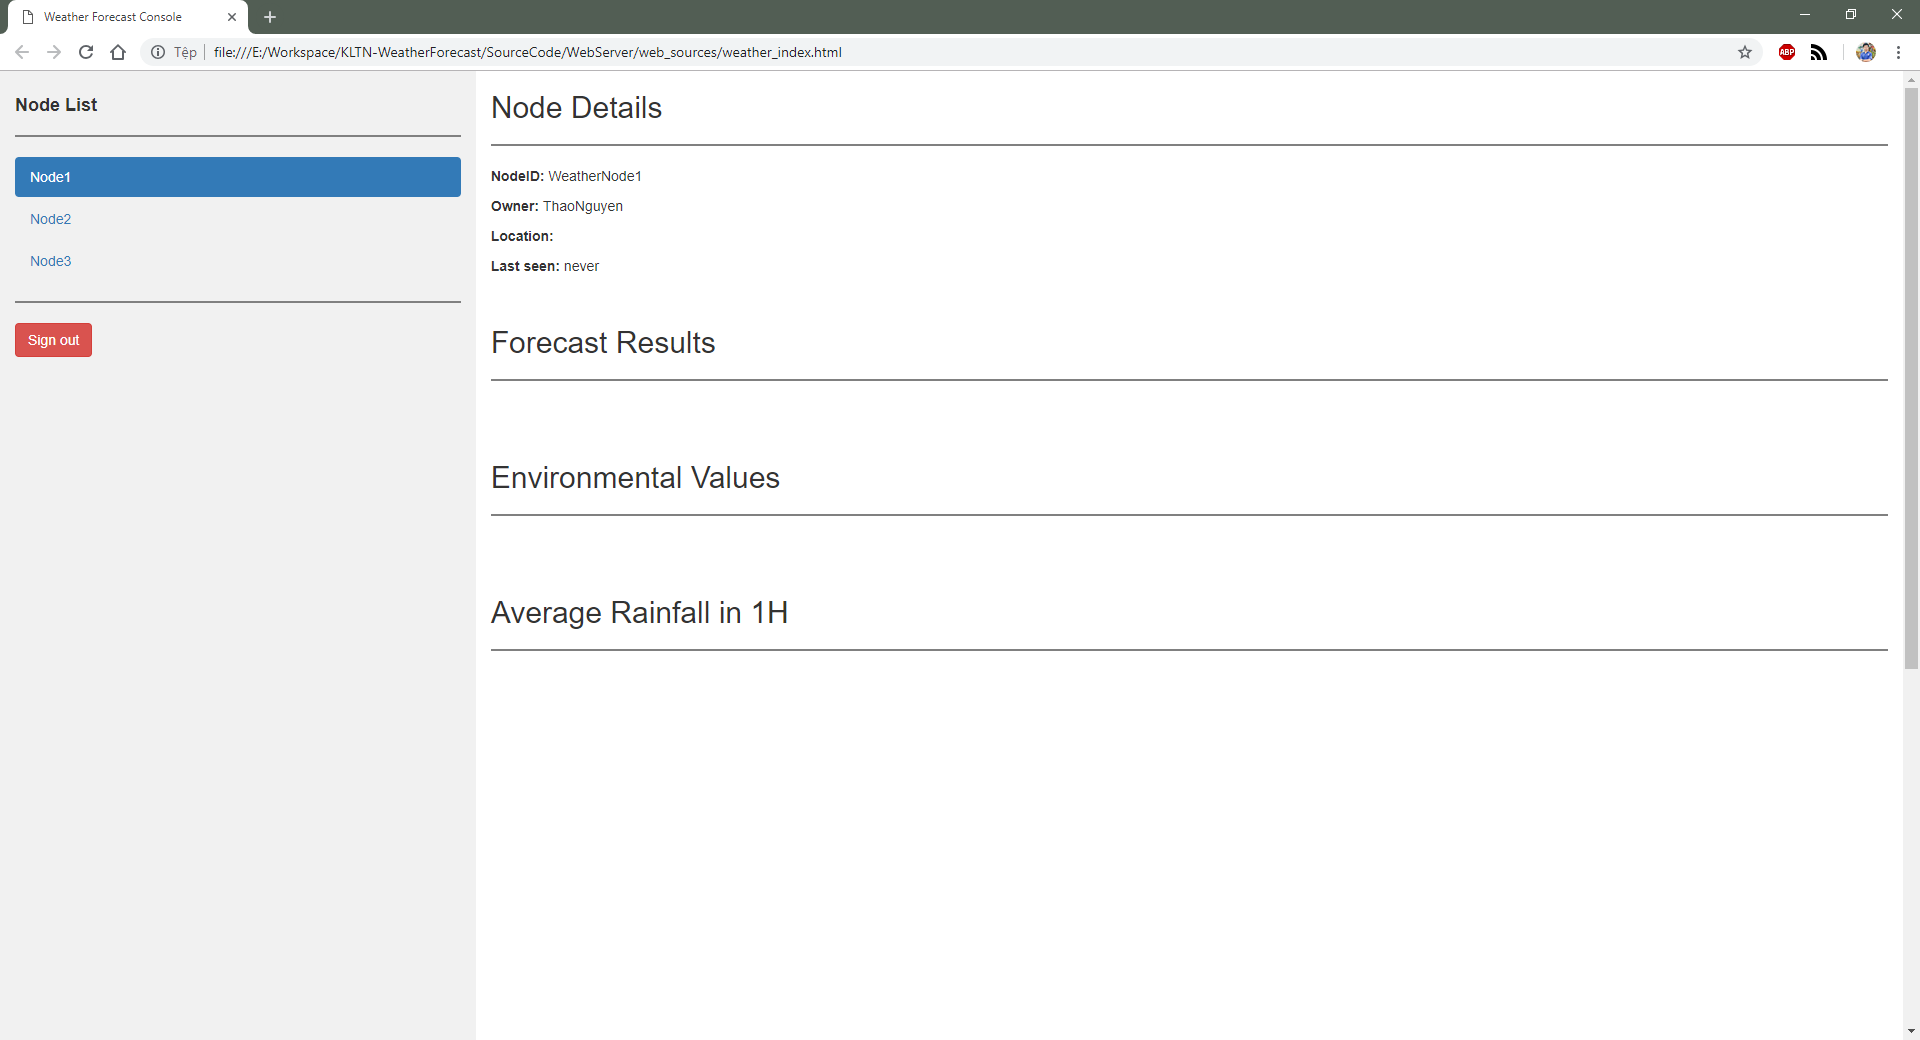 Weather Forecast Console
Tệp file:///E:/Workspace/KLTN-WeatherForecast/SourceCode/WebServer/web_sources/weather_index.html
ABP
Node List
Node1
Node2
Node3
Sign out
Node Details
NodeID: WeatherNode1
Owner: ThaoNguyen
Location:
Last seen: never
Forecast Results
Environmental Values
Average Rainfall in 1H